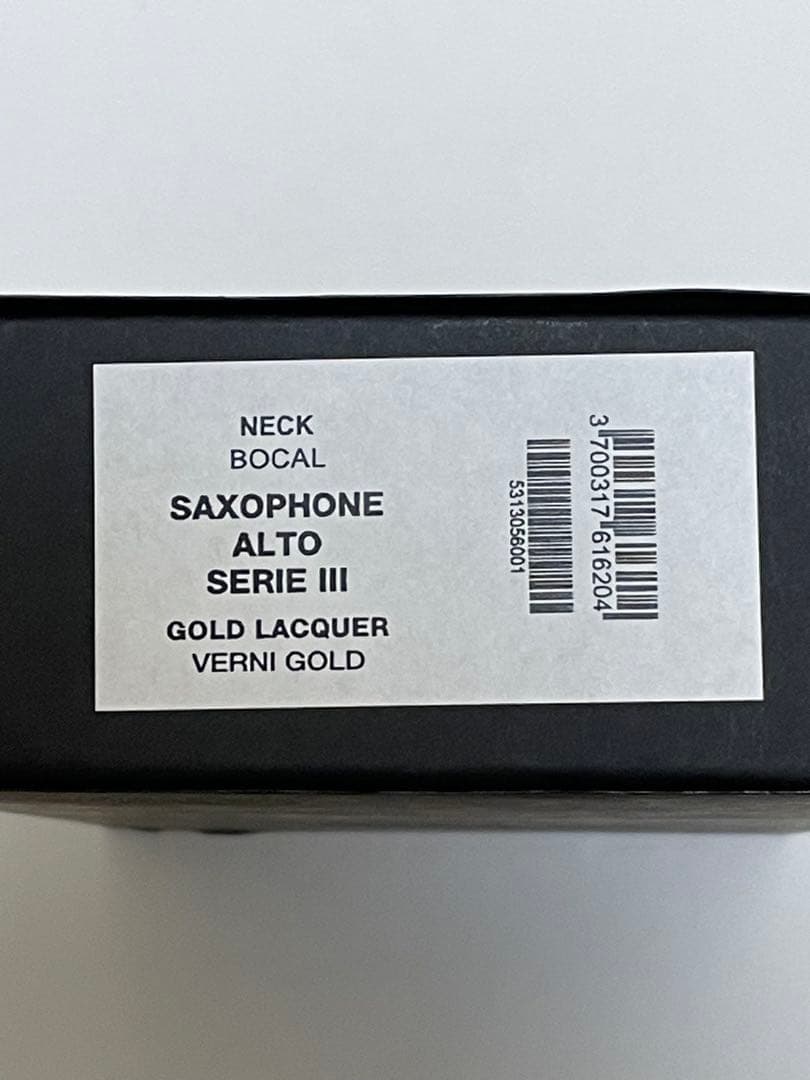 NECK
BOCAL
SAXOPHONE
ALTO
SERIE III
GOLD LACQUER
VERNI GOLD
5313056001
3 700317 616204